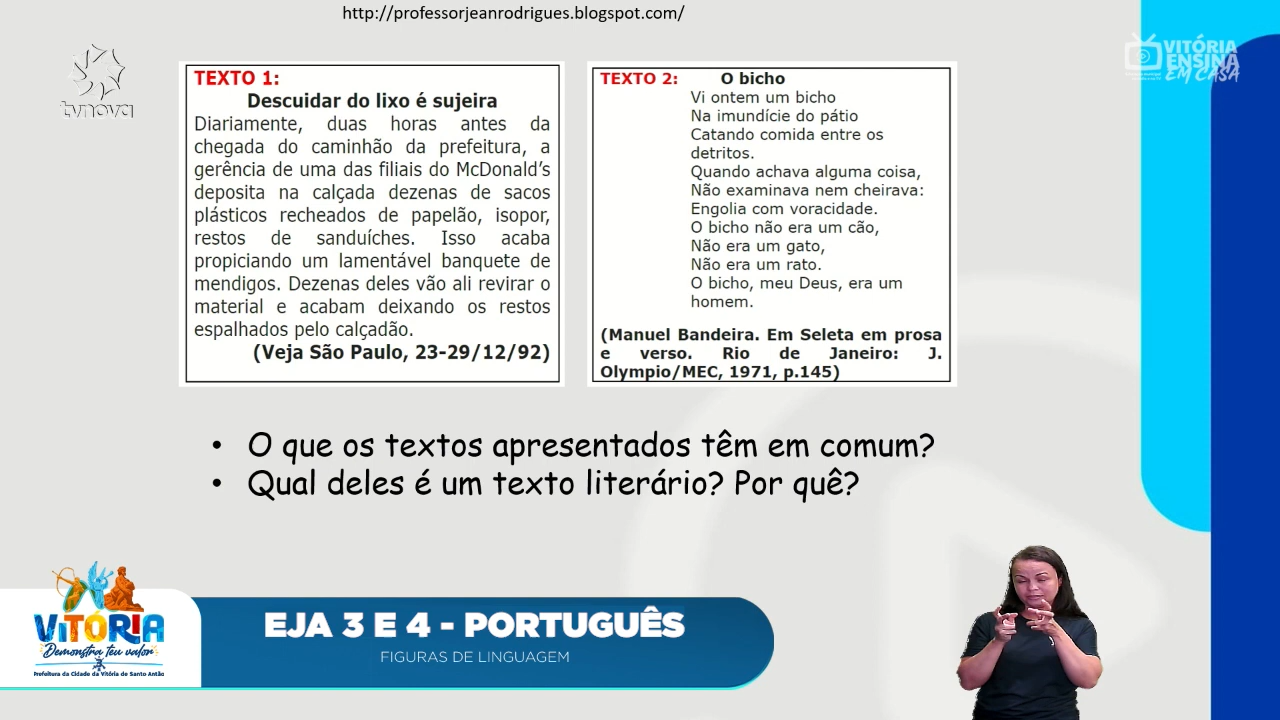 http://professorjeanrodrigues.blogspot.com/
tvnova
VITÓRIA
ENSINA
EM CASA
TEXTO 1:
Descuidar do lixo é sujeira
Diariamente, duas horas antes da
chegada do caminhão da prefeitura, a
gerência de uma das filiais do McDonald's
deposita na calçada dezenas de sacos
plásticos recheados de papelão, isopor,
restos de sanduíches. Isso acaba
propiciando um lamentável banquete de
mendigos. Dezenas deles vão ali revirar o
material e acabam deixando os restos
espalhados pelo calçadão.
(Veja São Paulo, 23-29/12/92)
TEXTO 2: O bicho
Vi ontem um bicho
Na imundície do pátio
Catando comida entre os
detritos.
Quando achava alguma coisa,
Não examinava nem cheirava:
Engolia com voracidade.
O bicho não era um cão,
Não era um gato,
Não era um rato.
O bicho, meu Deus, era um
homem.
(Manuel Bandeira. Em Seleta em prosa
e verso. Rio de Janeiro: J.
Olympio/MEC, 1971, p.145)
• O que os textos apresentados têm em comum?
• Qual deles é um texto literário? Por quê?
VITÓRIA
Demonstra teu valor
Prefeitura da Cidade da Vitória de Santo Antão
EJA 3 E 4 - PORTUGUÊS
FIGURAS DE LINGUAGEM